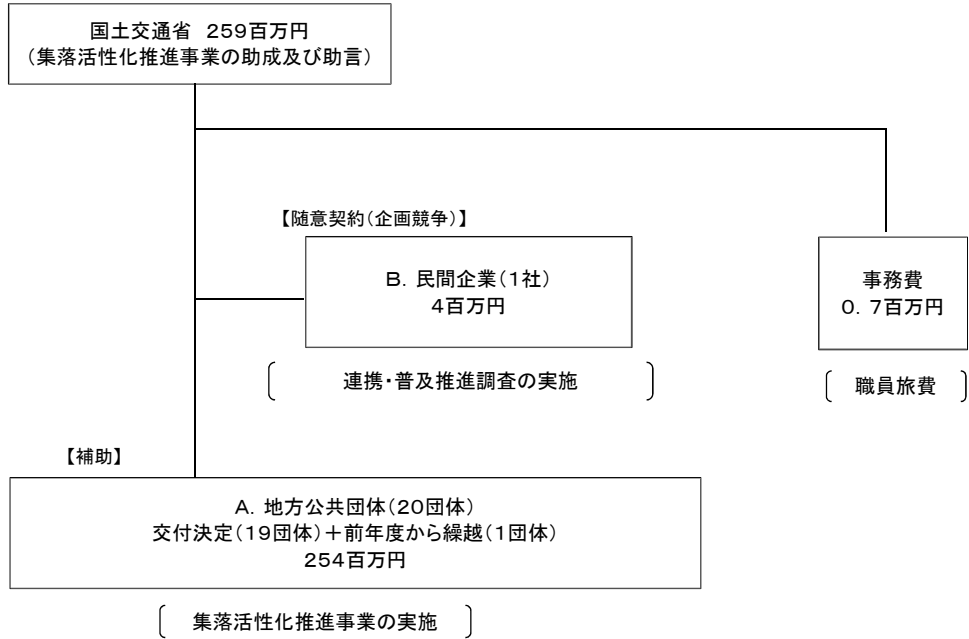 国土交通省 259百万円
(集落活性化推進事業の助成及び助言)
【随意契約(企画競争)】
B. 民間企業(1社)
4百万円
連携・普及推進調査の実施
事務費
0.7百万円
職員旅費
【補助】
A. 地方公共団体(20団体)
交付決定(19団体)+前年度から繰越(1団体)
254百万円
集落活性化推進事業の実施